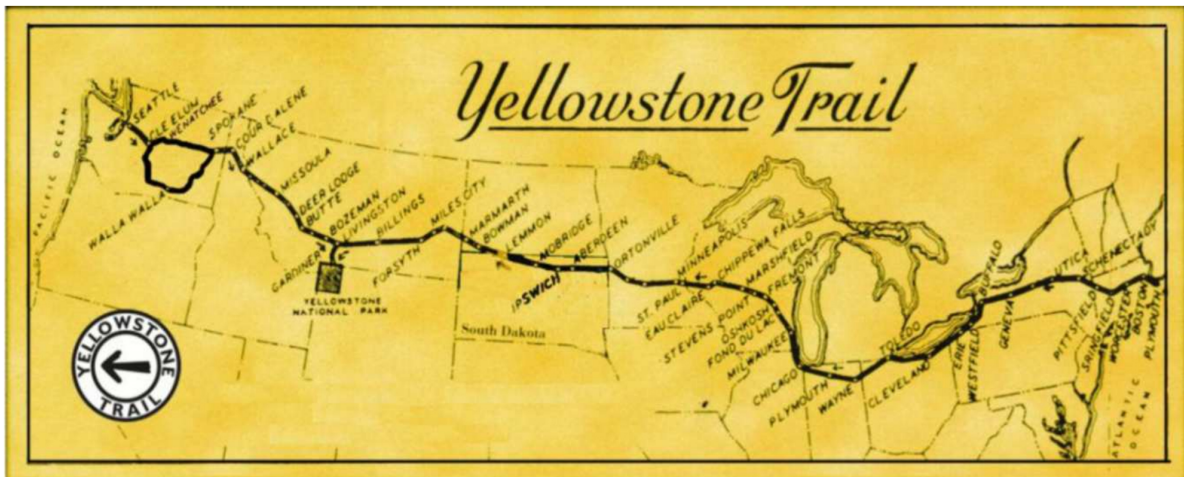 Yellowstone Trail
PACIFIC OCEAN
SEATTLE
CLE ELUM
WENATCHEE
SPOKANE
COUR D'ALENE
WALLACE
WALLA WALLA
MISSOULA
DEER LODGE
BUTTE
BOZEMAN
LIVINGSTON
GARDINER
YELLOWSTONE
NATIONAL PARK
BILLINGS
FORSYTH
MILES CITY
MARMARTH
BOWMAN
LEMMON
MOBRIDGE
IPSWICH
ABERDEEN
ORTONVILLE
South Dakota
MINNEAPOLIS
ST. PAUL
CHIPPEWA FALLS
EAU CLAIRE
MARSHFIELD
STEVENS POINT
FREMONT
OSHKOSH
FOND DU LAC
MILWAUKEE
CHICAGO
PLYMOUTH
WAYNE
TOLEDO
CLEVELAND
ERIE
WESTFIELD
BUFFALO
GENEVA
UTICA
SCHENECTADY
PITTSFIELD
SRINGFIELD
WORCESTER
BOSTON
PLYMOUTH
ATLANTIC
OCEAN
YELLOWSTONE
TRAIL